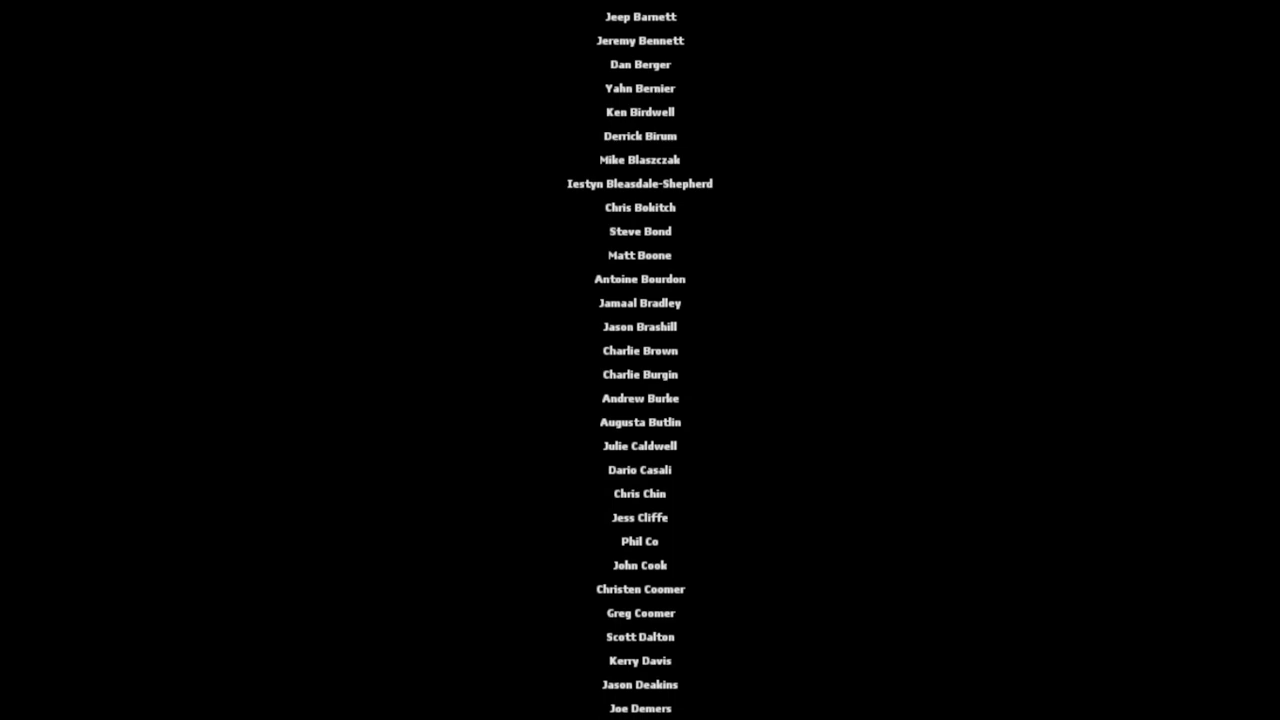 Jeep Barnett
Jeremy Bennett
Dan Berger
Yahn Bernier
Ken Birdwell
Derrick Birum
Mike Blaszczak
Iestyn Bleasdale-Shepherd
Chris Bokitch
Steve Bond
Matt Boone
Antoine Bourdon
Jamaal Bradley
Jason Brashill
Charlie Brown
Charlie Burgin
Andrew Burke
Augusta Butlin
Julie Caldwell
Dario Casali
Chris Chin
Jess Cliffe
Phil Co
John Cook
Christen Coomer
Greg Coomer
Scott Dalton
Kerry Davis
Jason Deakins
Joe Demers